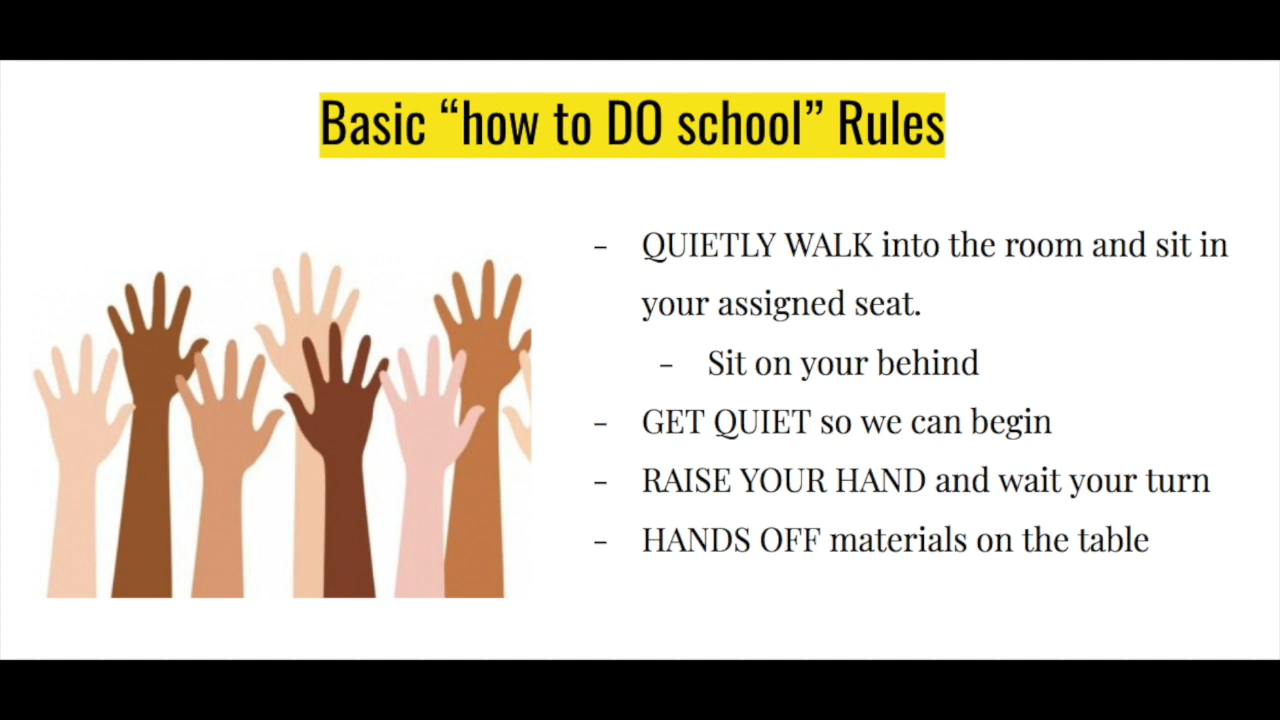 Basic “how to DO school” Rules
- QUIETLY WALK into the room and sit in
your assigned seat.
- Sit on your behind
- GET QUIET so we can begin
- RAISE YOUR HAND and wait your turn
- HANDS OFF materials on the table